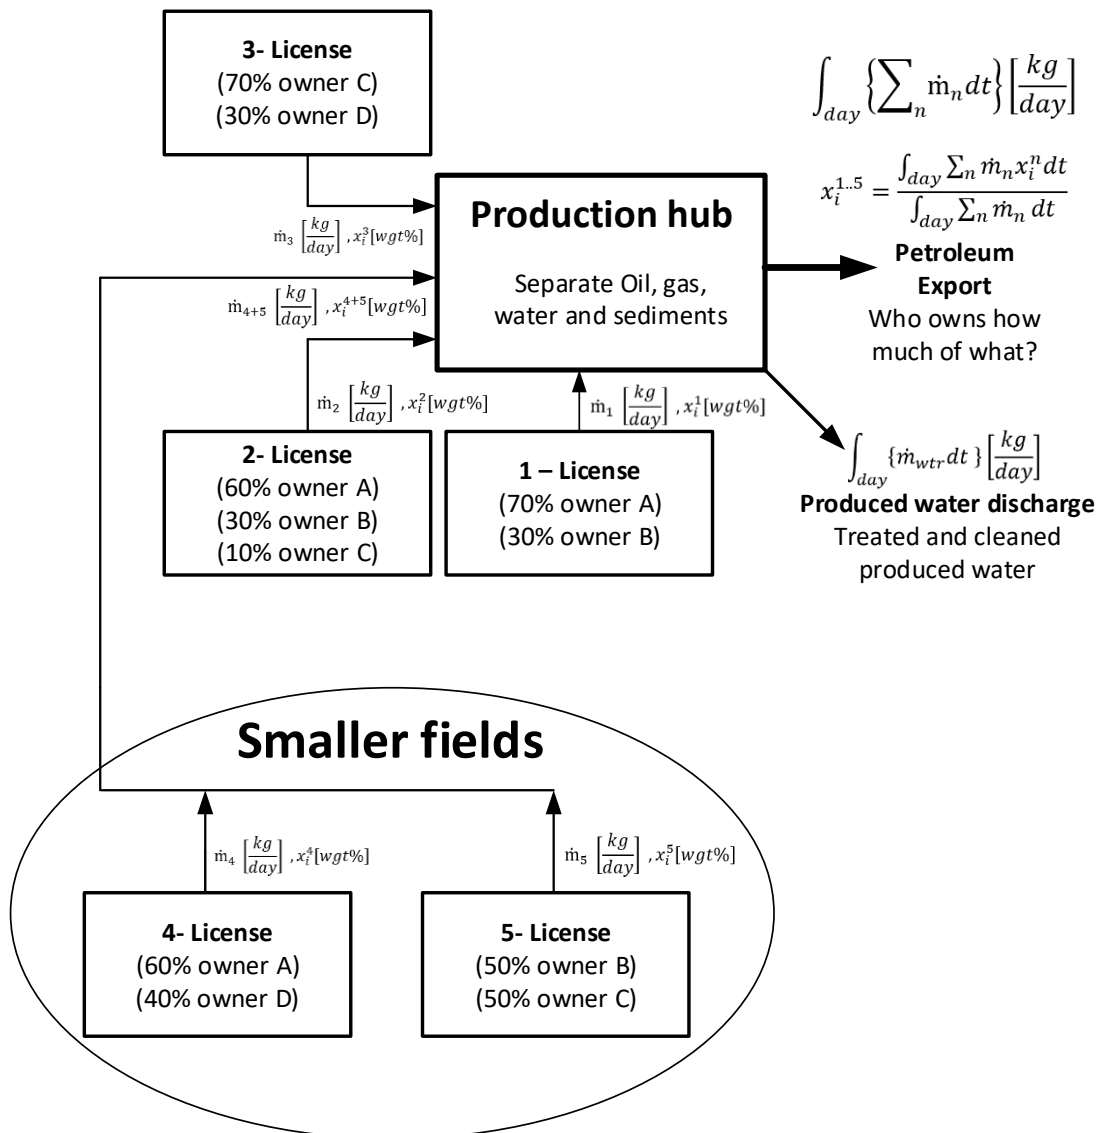 3- License
(70% owner C)
(30% owner D)
∫_day {∑_n ṁ_n dt} [kg/day]
x_i^{1..5} = ∫_day ∑_n ṁ_n x_i^n dt / ∫_day ∑_n ṁ_n dt
Production hub
Separate Oil, gas,
water and sediments
ṁ_3 [kg/day] , x_i^3 [wgt%]
ṁ_{4+5} [kg/day] , x_i^{4+5} [wgt%]
ṁ_2 [kg/day] , x_i^2 [wgt%]
ṁ_1 [kg/day] , x_i^1 [wgt%]
Petroleum
Export
Who owns how
much of what?
2- License
(60% owner A)
(30% owner B)
(10% owner C)
1 – License
(70% owner A)
(30% owner B)
∫_day {ṁ_wtr dt } [kg/day]
Produced water discharge
Treated and cleaned
produced water
Smaller fields
ṁ_4 [kg/day] , x_i^4 [wgt%]
ṁ_5 [kg/day] , x_i^5 [wgt%]
4- License
(60% owner A)
(40% owner D)
5- License
(50% owner B)
(50% owner C)